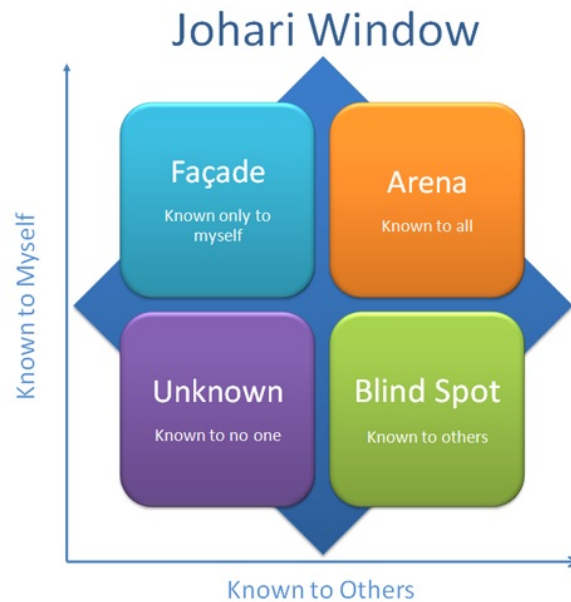 Johari Window
Façade
Known only to
myself
Arena
Known to all
Unknown
Known to no one
Blind Spot
Known to others
Known to Myself
Known to Others